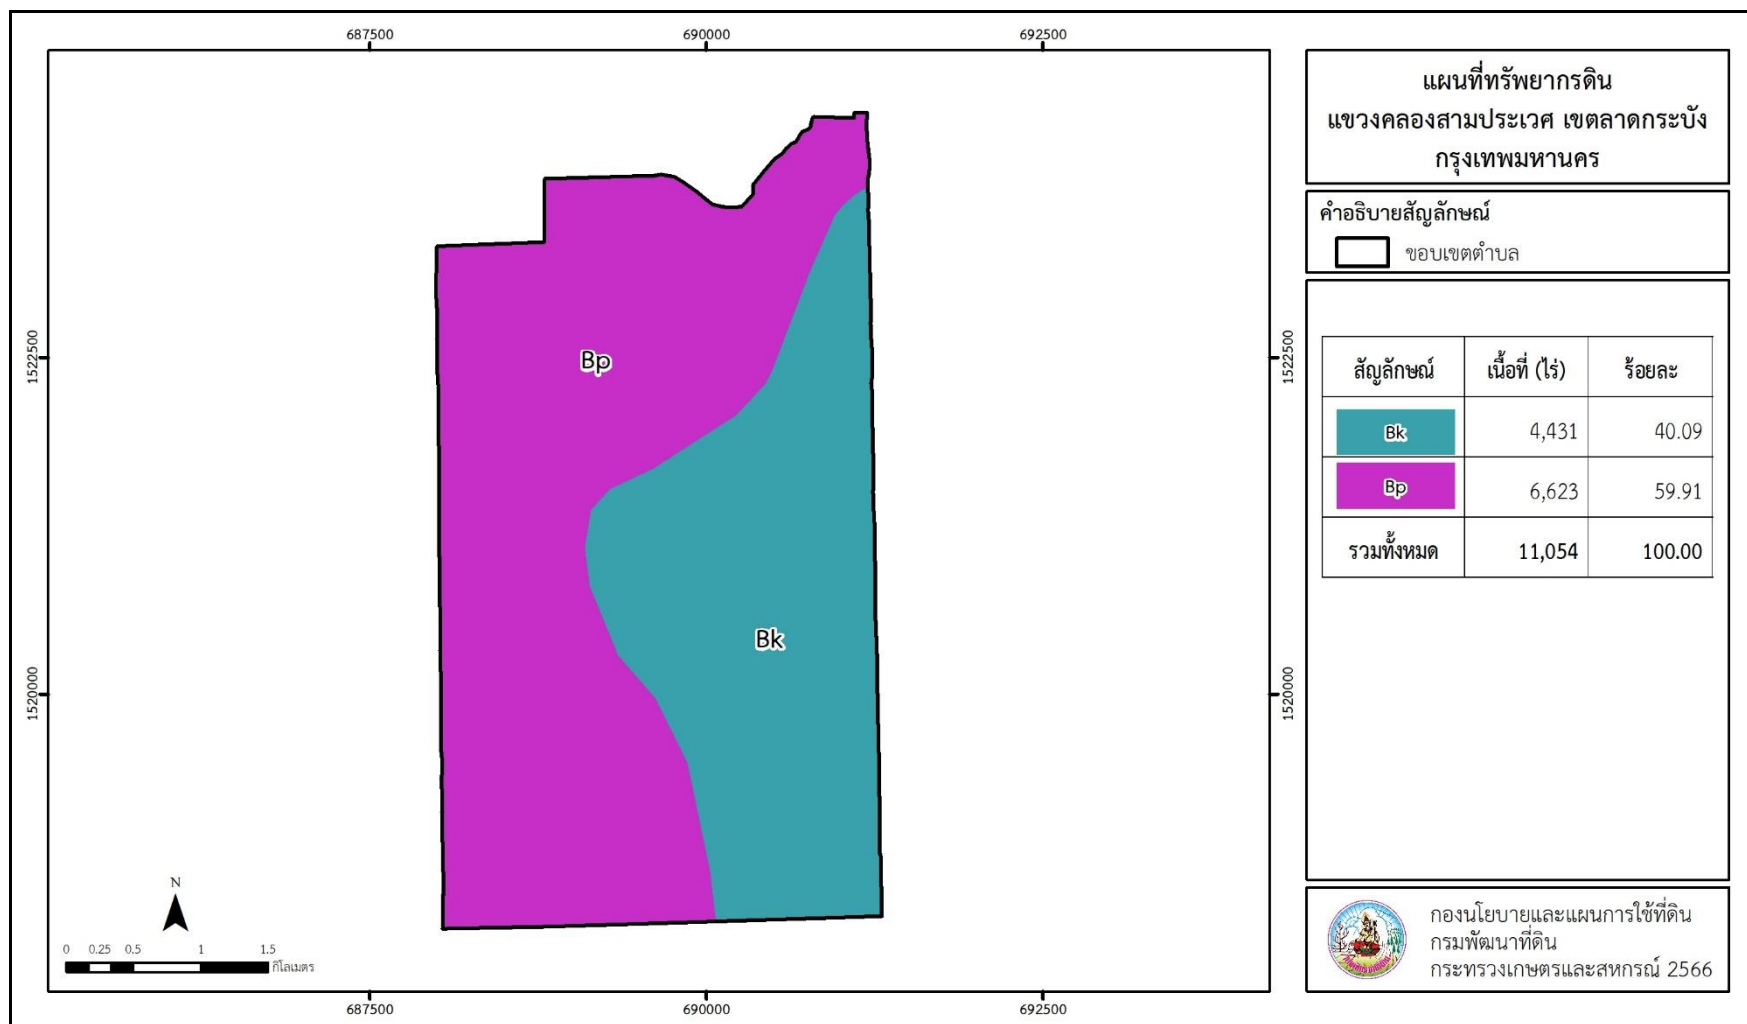 687500
690000
692500
แผนที่ทรัพยากรดิน
แขวงคลองสามประเวศ เขตลาดกระบัง
กรุงเทพมหานคร
คำอธิบายสัญลักษณ์
ขอบเขตตำบล
1522500
Bp
1522500
สัญลักษณ์ เนื้อที่ (ไร่) ร้อยละ
Bk 4,431 40.09
Bp 6,623 59.91
รวมทั้งหมด 11,054 100.00
Bk
1520000
1520000
N
0 0.25 0.5 1 1.5
กิโลเมตร
กองนโยบายและแผนการใช้ที่ดิน
กรมพัฒนาที่ดิน
กระทรวงเกษตรและสหกรณ์ 2566
687500
690000
692500